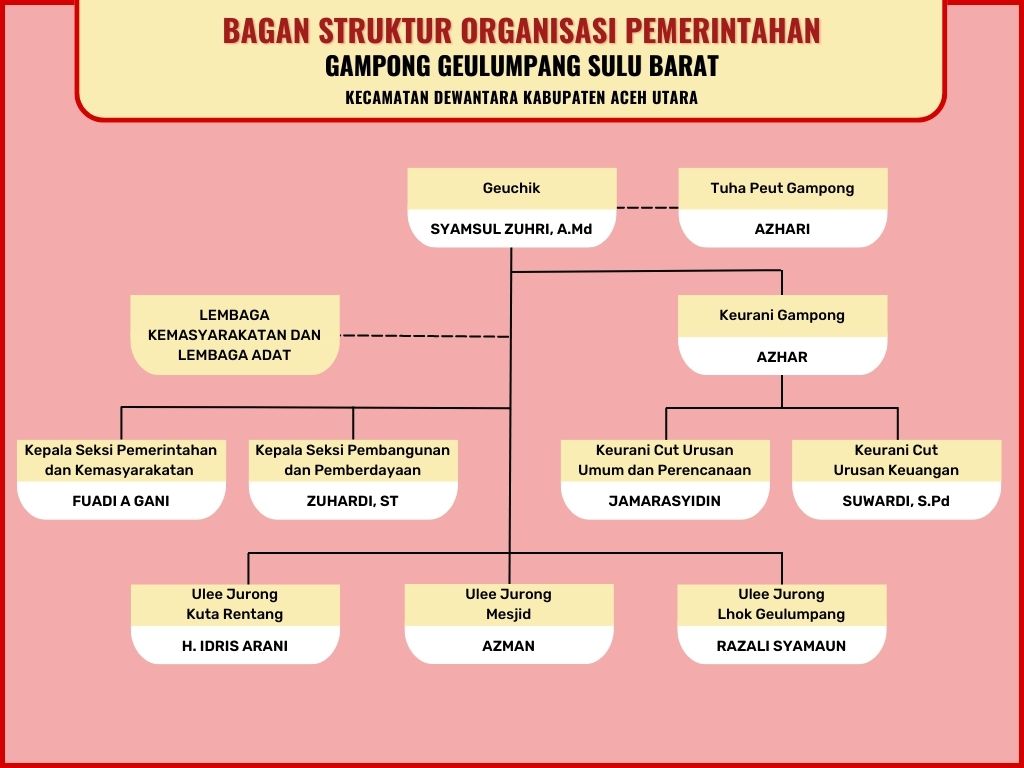 BAGAN STRUKTUR ORGANISASI PEMERINTAHAN
GAMPONG GEULUMPANG SULU BARAT
KECAMATAN DEWANTARA KABUPATEN ACEH UTARA
Geuchik
SYAMSUL ZUHRI, A.Md
Tuha Peut Gampong
AZHARI
LEMBAGA
KEMASYARAKATAN DAN
LEMBAGA ADAT
Keurani Gampong
AZHAR
Kepala Seksi Pemerintahan
dan Kemasyarakatan
FUADI A GANI
Kepala Seksi Pembangunan
dan Pemberdayaan
ZUHARDI, ST
Keurani Cut Urusan
Umum dan Perencanaan
JAMARASYIDIN
Keurani Cut
Urusan Keuangan
SUWARDI, S.Pd
Ulee Jurong
Kuta Rentang
H. IDRIS ARANI
Ulee Jurong
Mesjid
AZMAN
Ulee Jurong
Lhok Geulumpang
RAZALI SYAMAUN